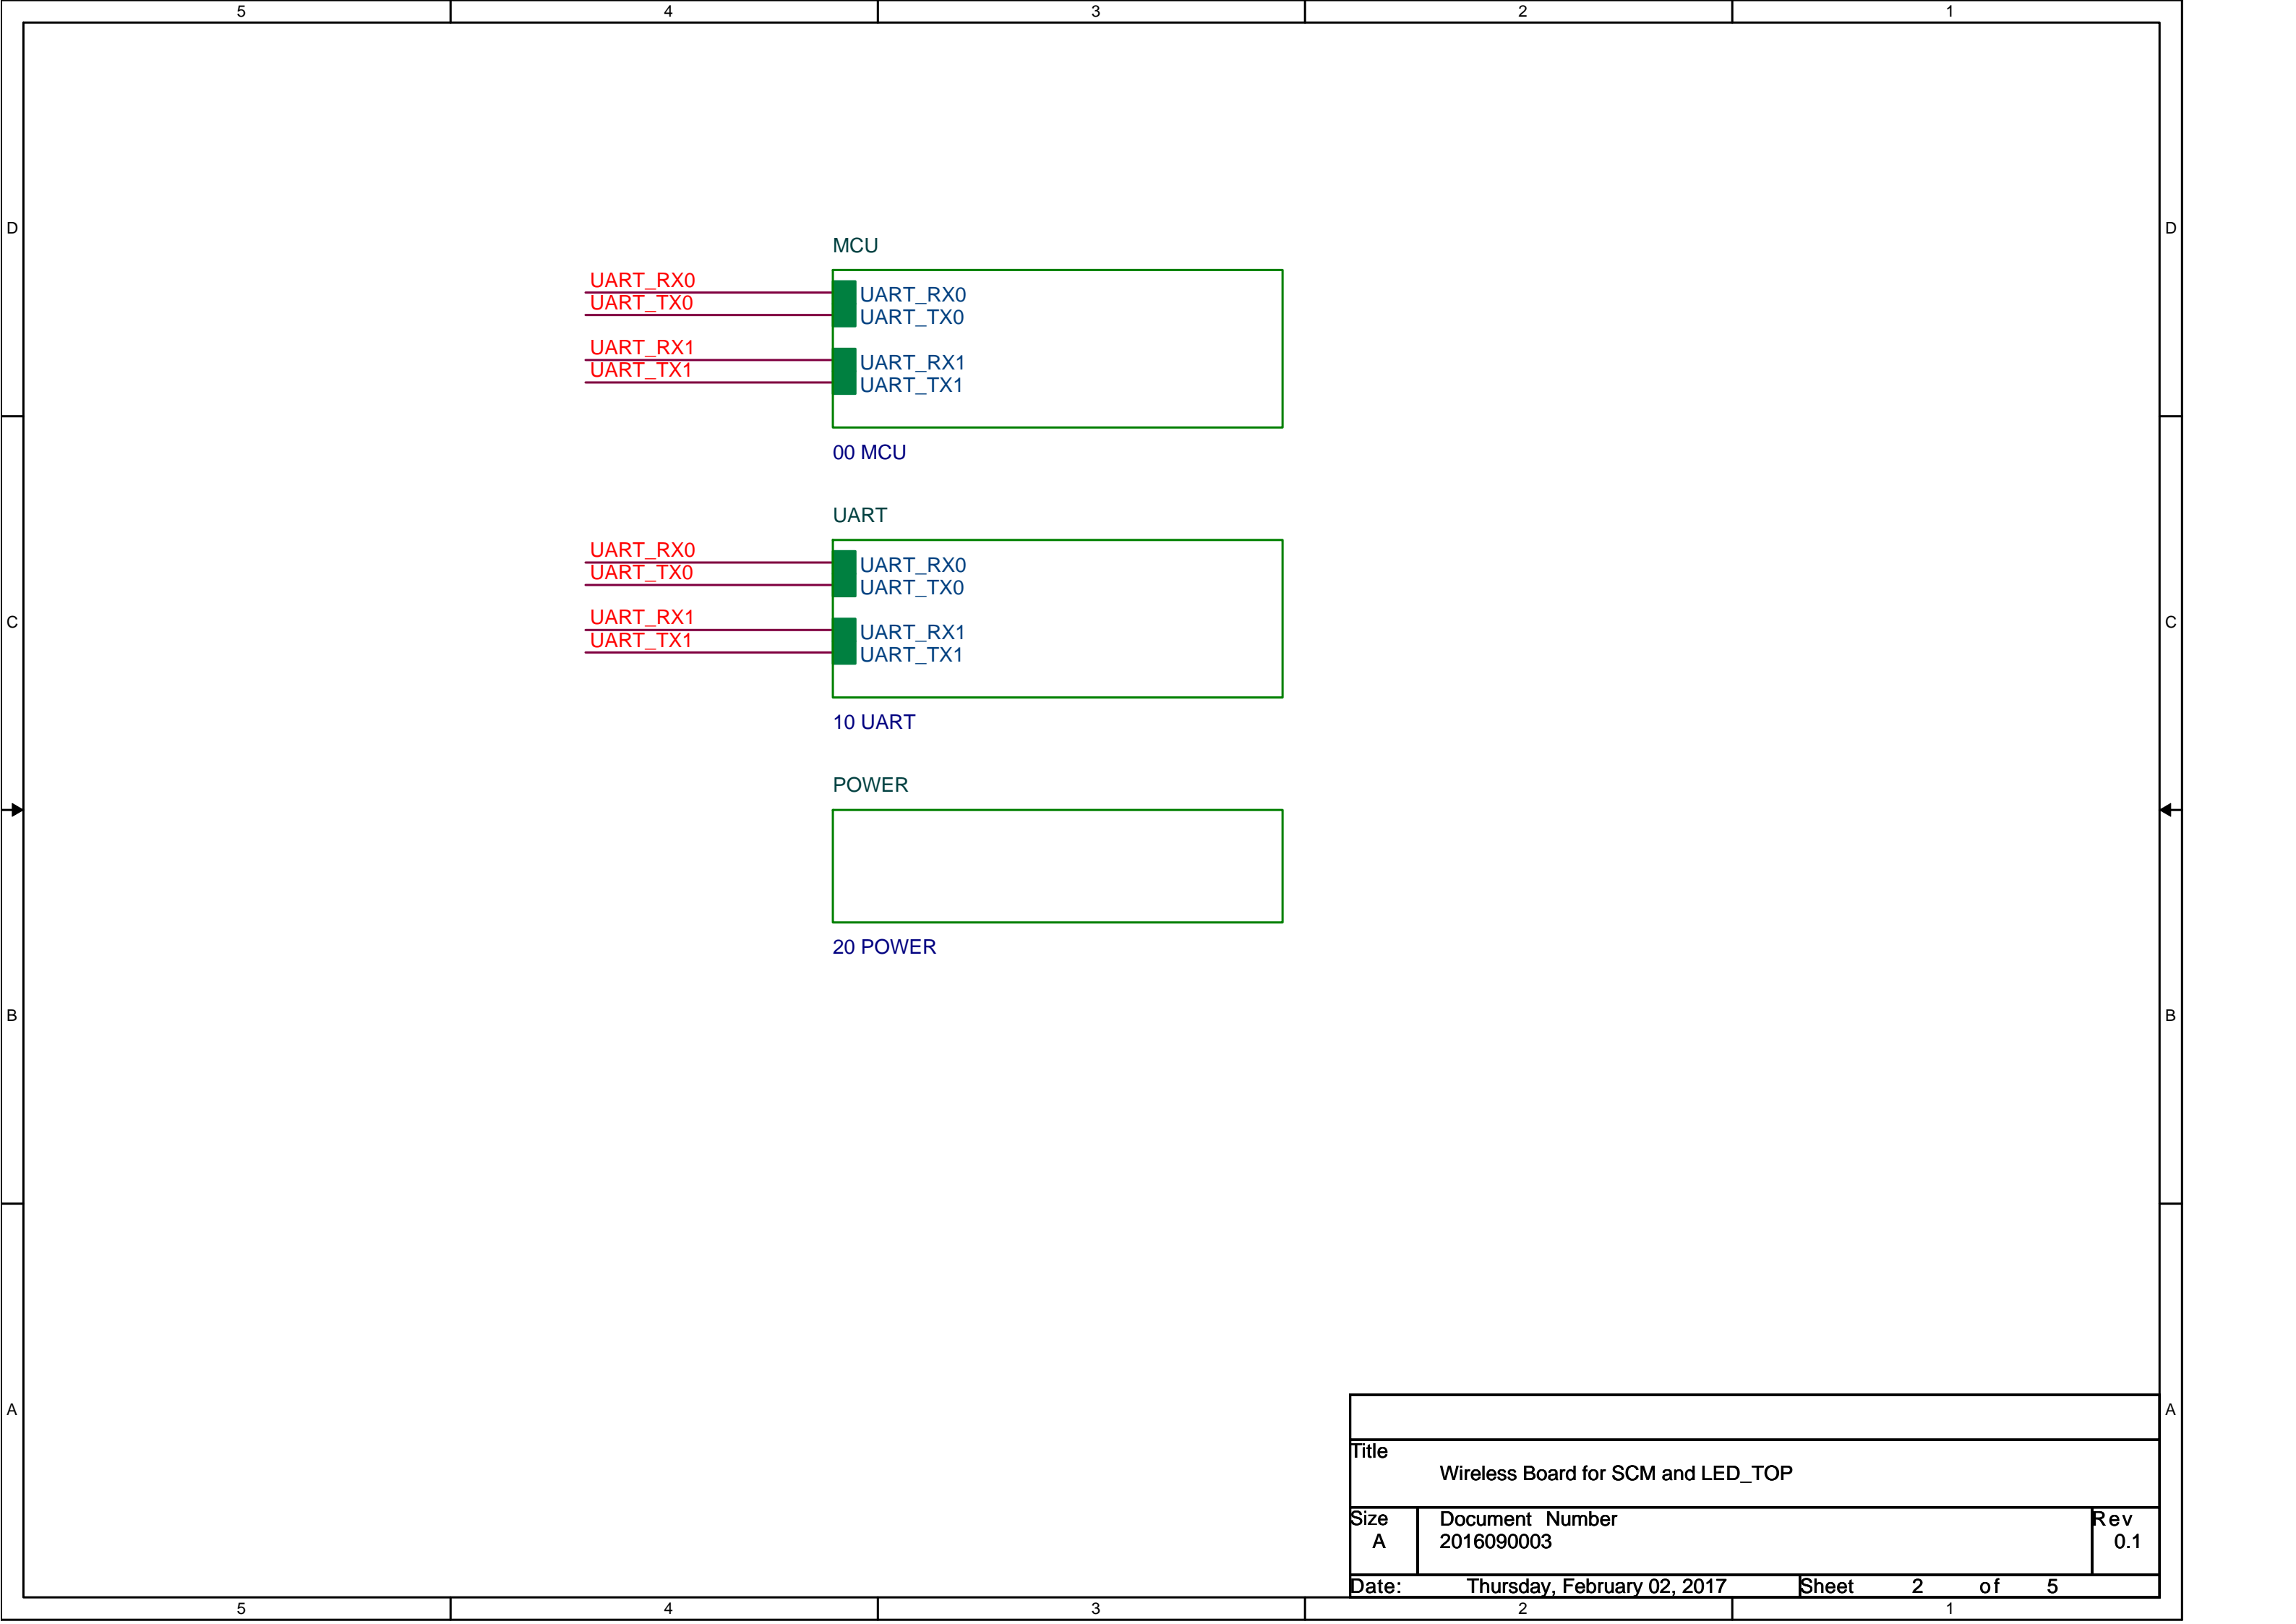 5 4 3 2 1
D D
MCU
UART_RX0
UART_TX0
UART_RX1
UART_TX1
UART_RX0
UART_TX0
UART_RX1
UART_TX1
00 MCU
UART
UART_RX0
UART_TX0
UART_RX1
UART_TX1
UART_RX0
UART_TX0
UART_RX1
UART_TX1
10 UART
C C
POWER
20 POWER
B B
A A
Title
Wireless Board for SCM and LED_TOP
Size Document Number Rev
A 2016090003 0.1
Date: Thursday, February 02, 2017 Sheet 2 of 5
5 4 3 2 1